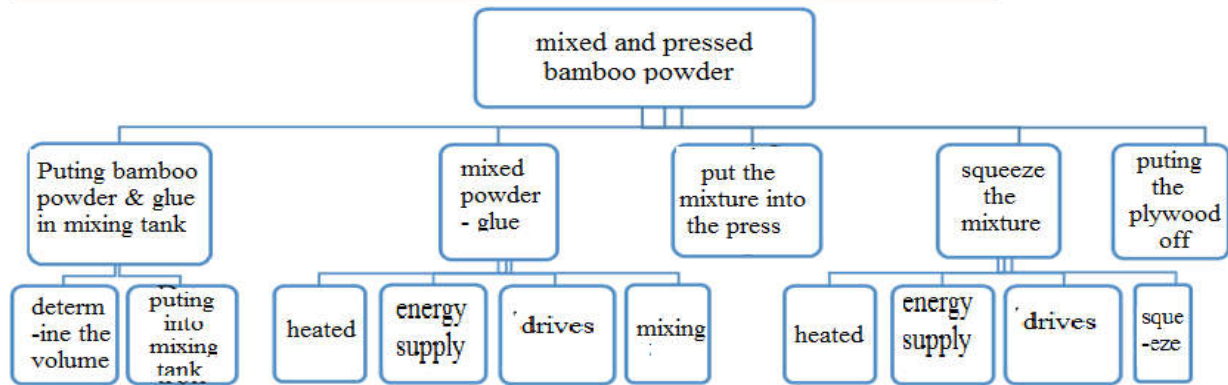 mixed and pressed
bamboo powder
Puting bamboo
powder & glue
in mixing tank
mixed
powder
- glue
put the
mixture into
the press
squeeze
the
mixture
puting
the
plywood
off
determ
-ine the
volume
puting
into
mixing
tank
heated
energy
supply
drives
mixing
heated
energy
supply
drives
sque
-eze